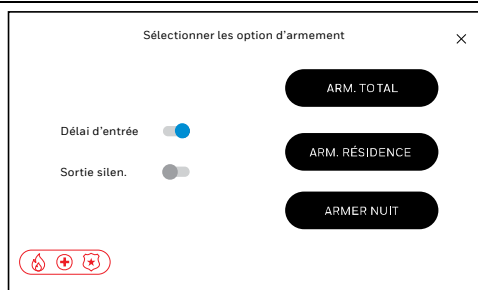 Sélectionner les option d'armement
ARM. TOTAL
Délai d'entrée
ARM. RÉSIDENCE
Sortie silen.
ARMER NUIT